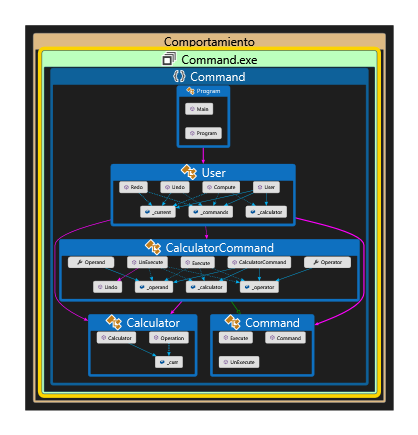 Comportamiento
Command.exe
Command
Program
Main
Program
User
Redo Undo Compute User
_current _commands _calculator
CalculatorCommand
Operand UnExecute Execute CalculatorCommand Operator
Undo _operand _calculator _operator
Calculator Command
Calculator Operation Execute Command
_curr UnExecute